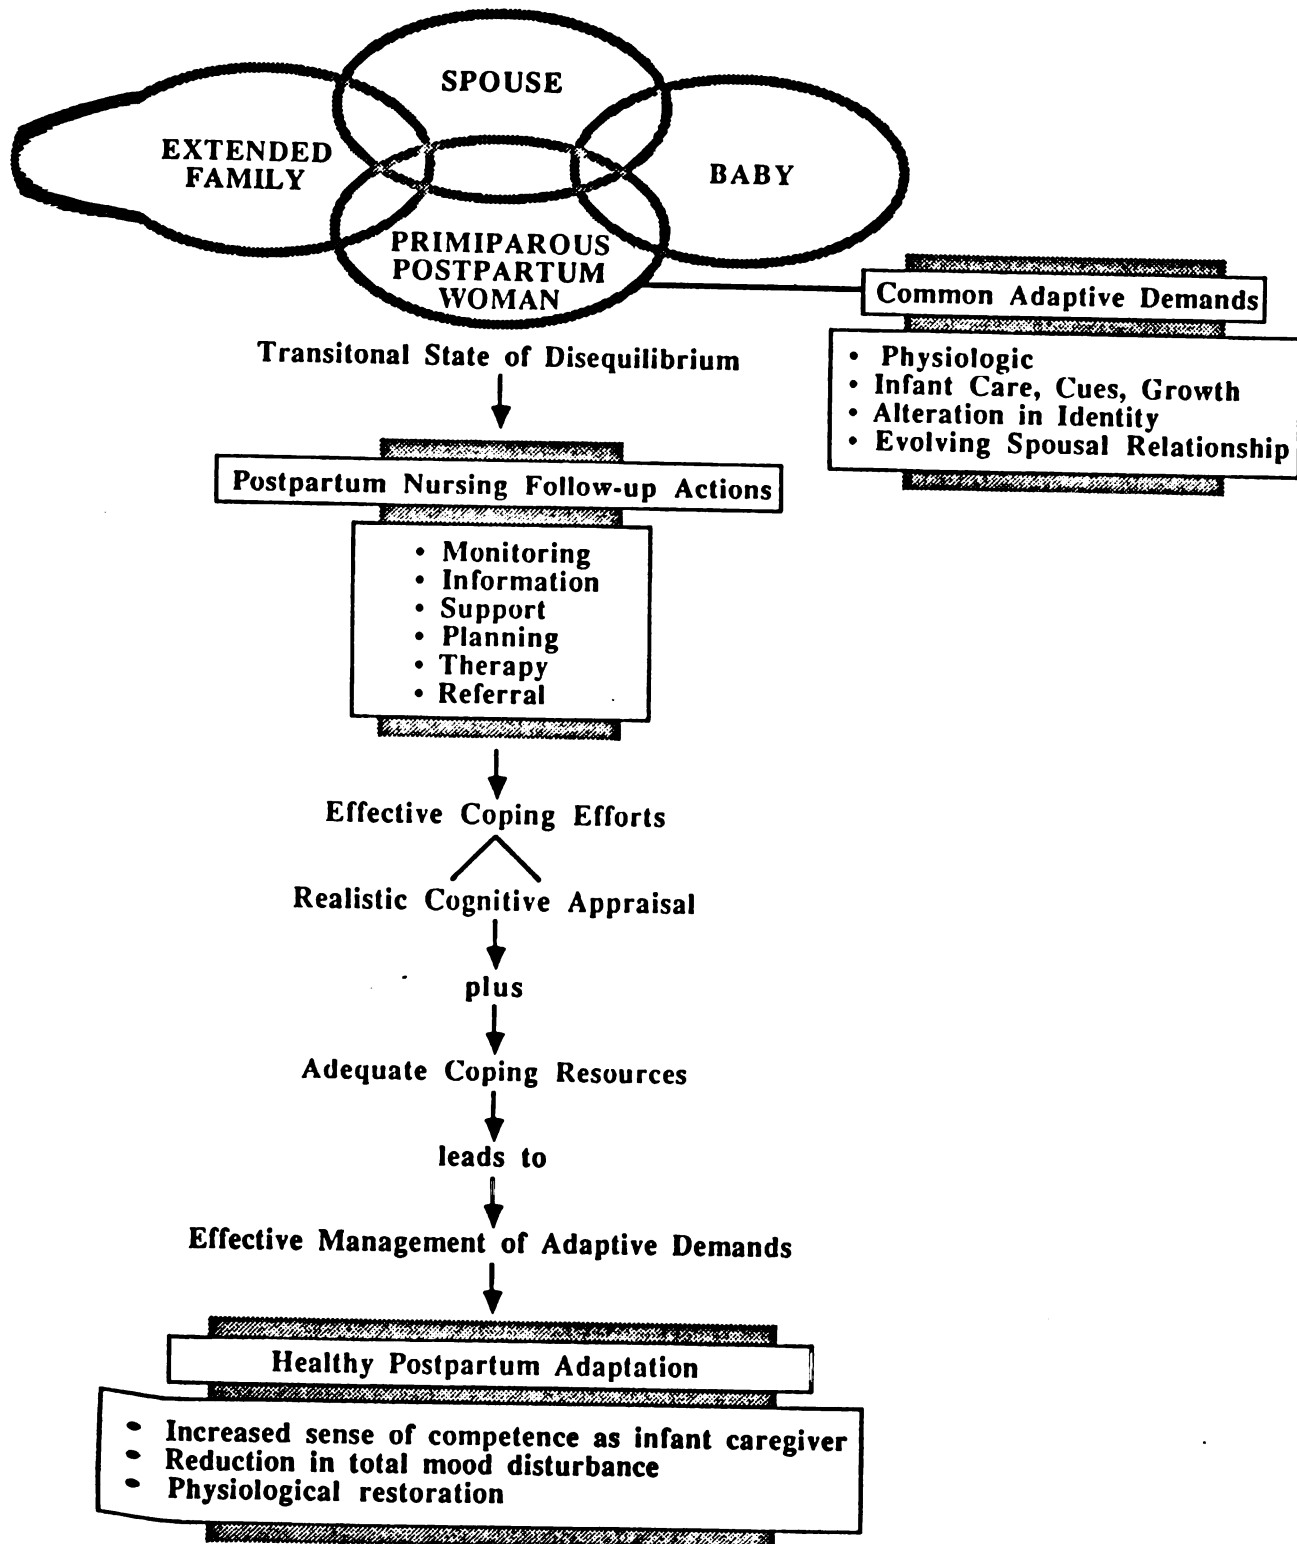 SPOUSE
EXTENDED
FAMILY
BABY
PRIMIPAROUS
POSTPARTUM
WOMAN
Common Adaptive Demands
• Physiologic
• Infant Care, Cues, Growth
• Alteration in Identity
• Evolving Spousal Relationship
Transitonal State of Disequilibrium
Postpartum Nursing Follow-up Actions
• Monitoring
• Information
• Support
• Planning
• Therapy
• Referral
Effective Coping Efforts
Realistic Cognitive Appraisal
plus
Adequate Coping Resources
leads to
Effective Management of Adaptive Demands
Healthy Postpartum Adaptation
• Increased sense of competence as infant caregiver
• Reduction in total mood disturbance
• Physiological restoration